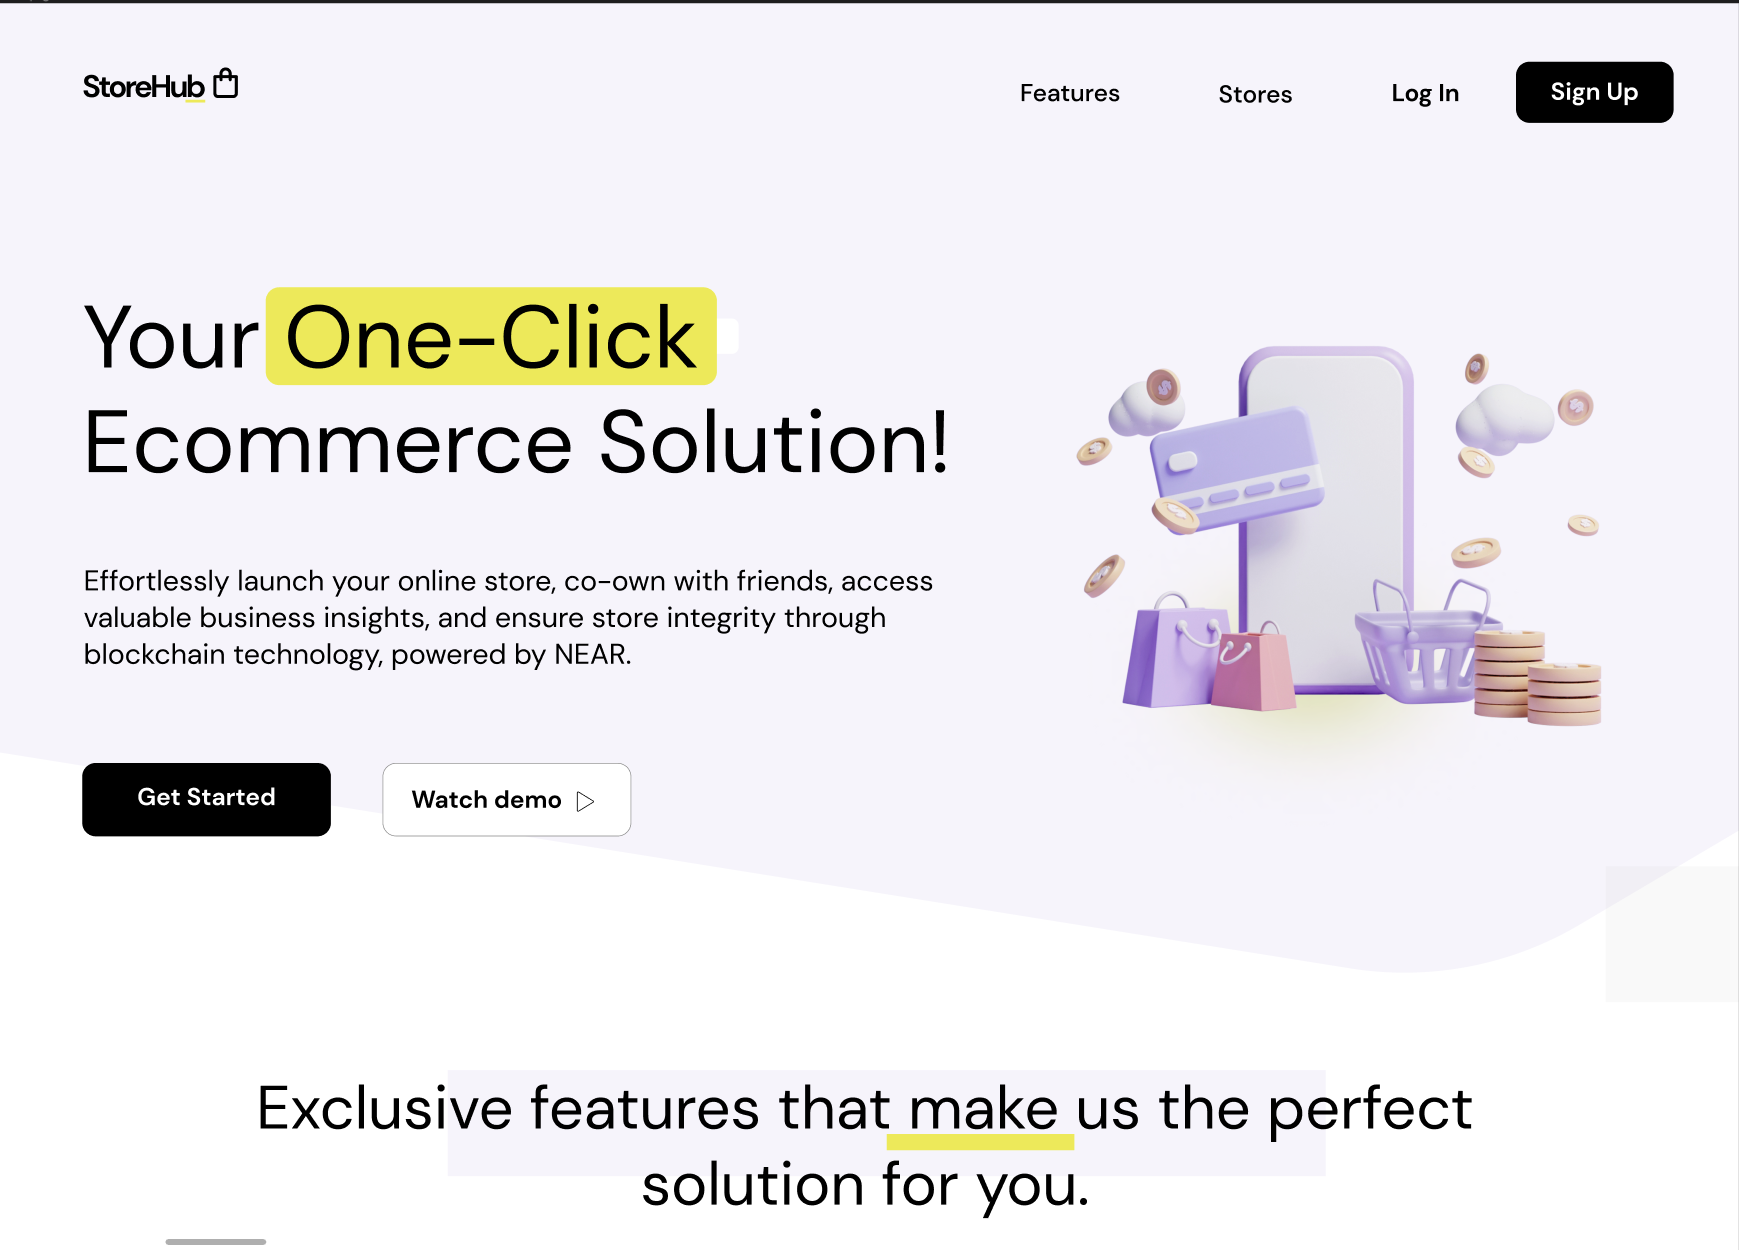 StoreHub
Features
Stores
Log In
Sign Up
Your One-Click
Ecommerce Solution!
Effortlessly launch your online store, co-own with friends, access
valuable business insights, and ensure store integrity through
blockchain technology, powered by NEAR.
Get Started
Watch demo
Exclusive features that make us the perfect
solution for you.